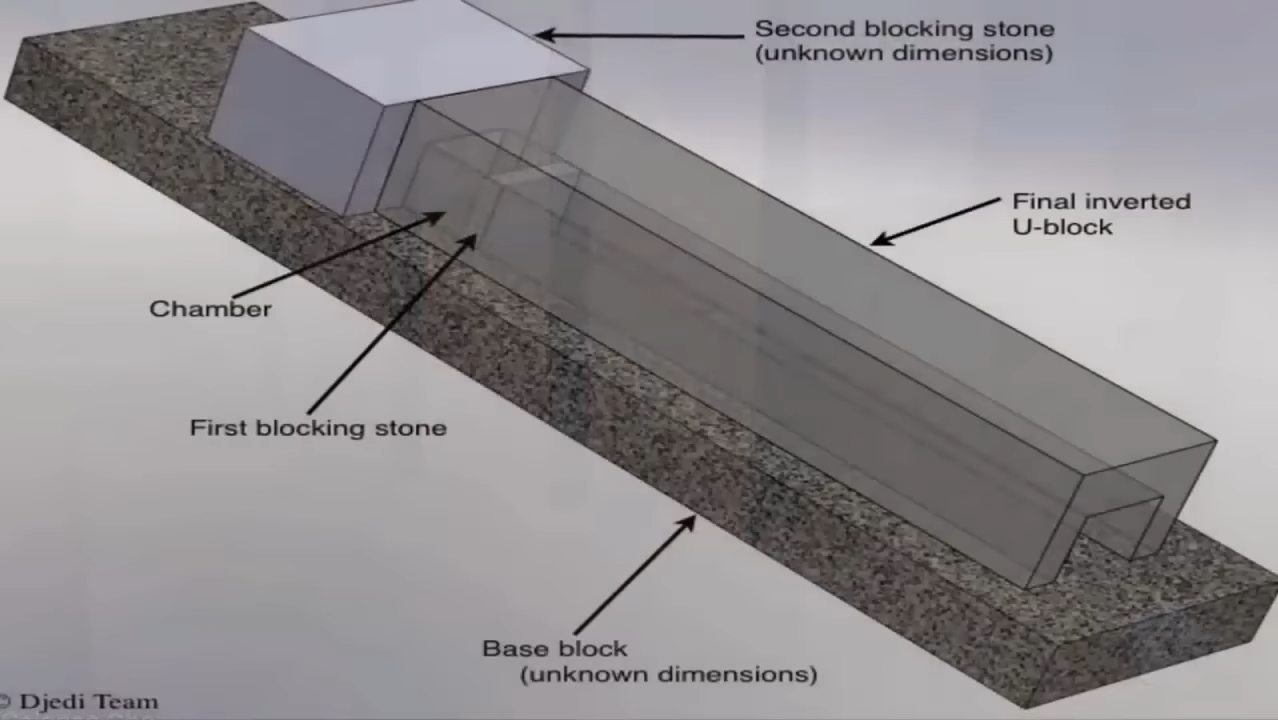 Second blocking stone
(unknown dimensions)
Final inverted
U-block
Chamber
First blocking stone
Base block
(unknown dimensions)
© Djedi Team